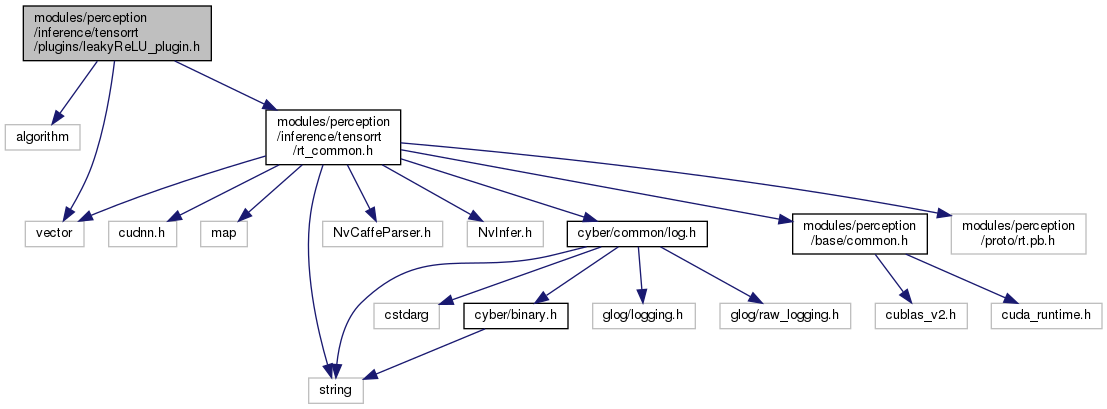 modules/perception
/inference/tensorrt
/plugins/leakyReLU_plugin.h
algorithm
modules/perception
/inference/tensorrt
/rt_common.h
vector
cudnn.h
map
NvCaffeParser.h
NvInfer.h
cyber/common/log.h
modules/perception
/base/common.h
modules/perception
/proto/rt.pb.h
cstdarg
cyber/binary.h
glog/logging.h
glog/raw_logging.h
cublas_v2.h
cuda_runtime.h
string